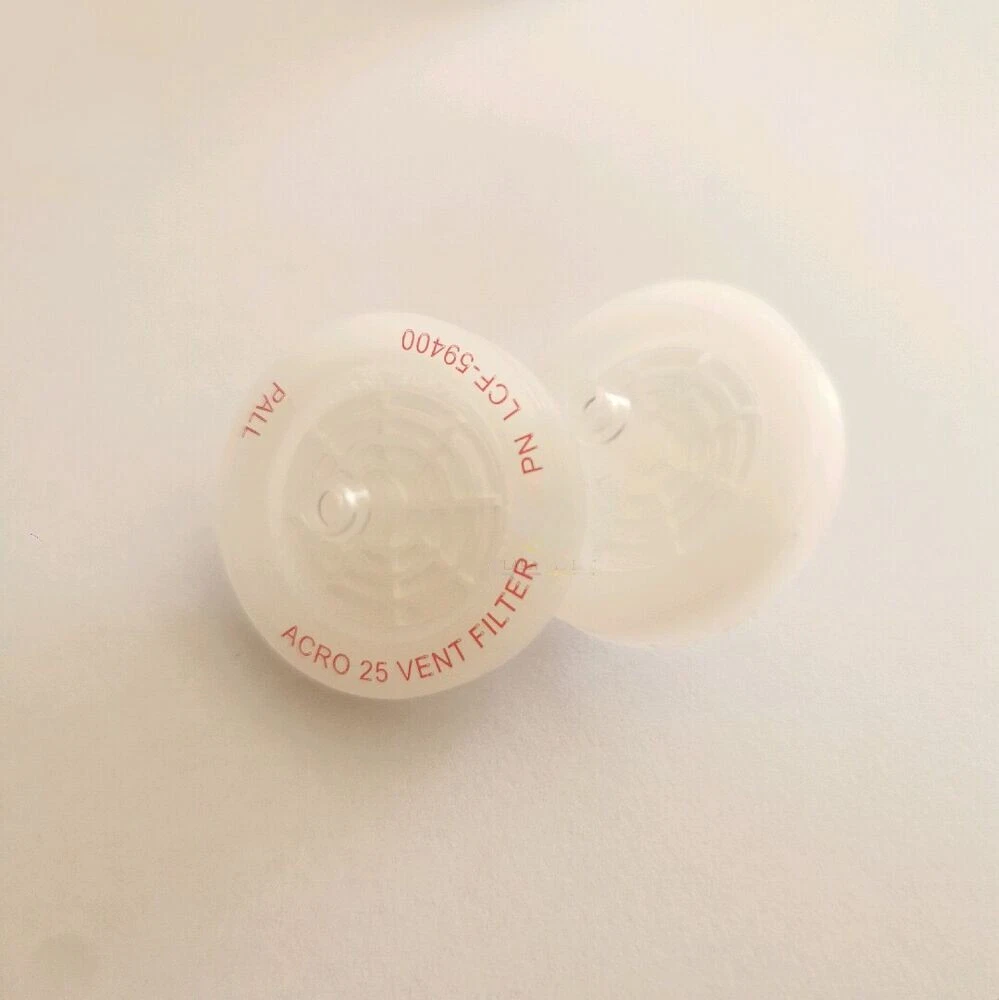 PALL
ACRO 25 VENT FILTER
PN LCF-59400